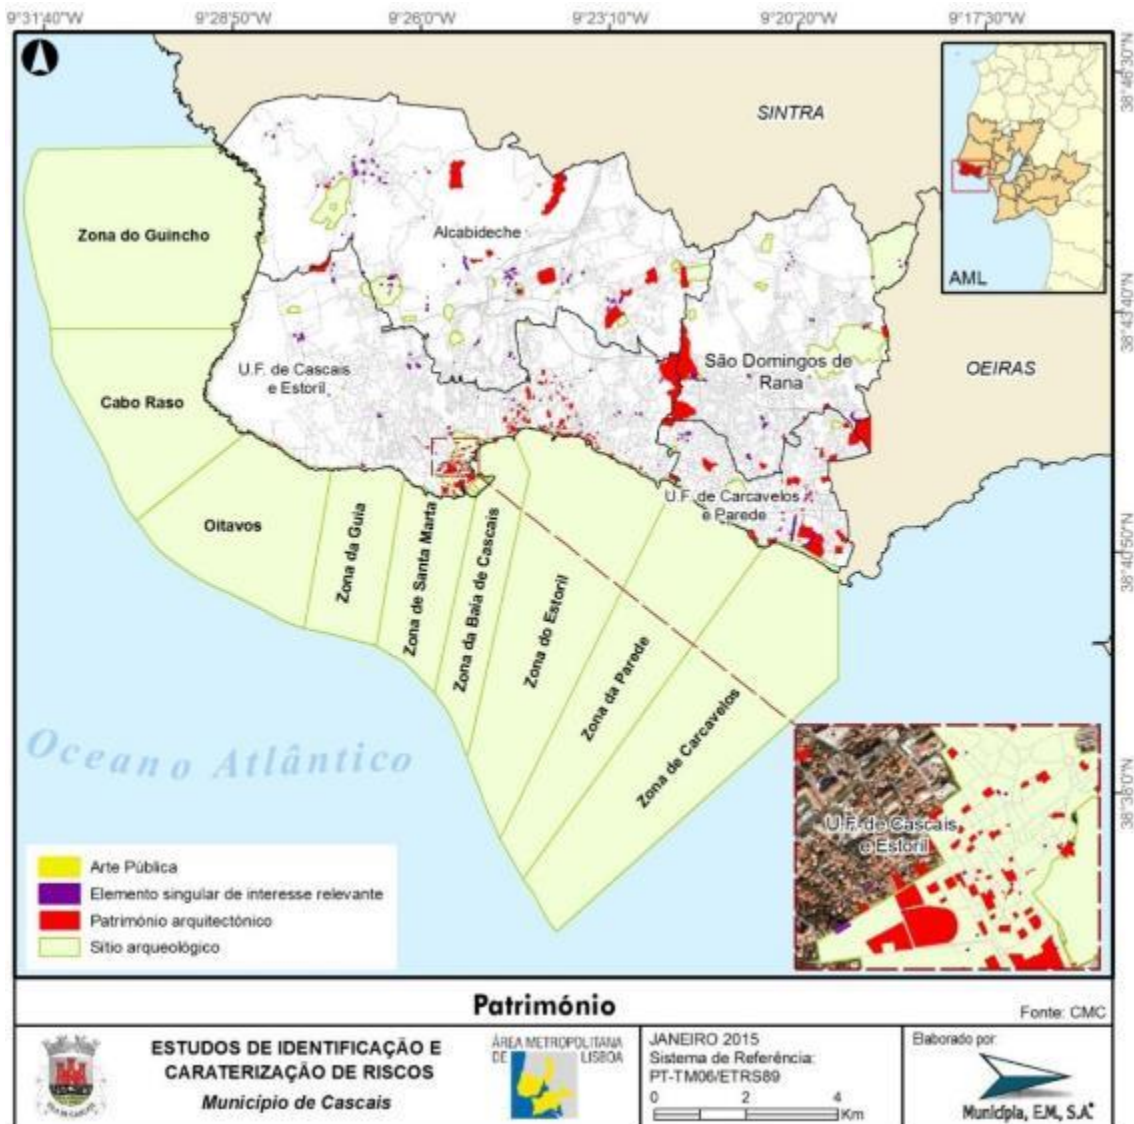 9°31'40"W
9°28'50"W
9°26'0"W
9°23'10"W
9°20'20"W
9°17'30"W
38°46'30"N
38°43'40"N
38°40'50"N
38°38'0"N
SINTRA
AML
Zona do Guincho
Alcabideche
U.F. de Cascais
e Estoril
São Domingos de
Rana
OEIRAS
Cabo Raso
U.F. de Carcavelos
e Parede
Oitavos
Zona da Guia
Zona de Santa Marta
Zona da Baia de Cascais
Zona do Estoril
Zona da Parede
Zona de Carcavelos
Oceano Atlântico
U.F. de Cascais
e Estoril
Arte Pública
Elemento singular de interesse relevante
Património arquitectónico
Sítio arqueológico
Património
Fonte: CMC
ESTUDOS DE IDENTIFICAÇÃO E
CARATERIZAÇÃO DE RISCOS
Município de Cascais
ÁREA METROPOLITANA
DE LISBOA
JANEIRO 2015
Sistema de Referência:
PT-TM06/ETRS89
0 2 4
Km
Elaborado por:
Municípia, E.M., S.A.